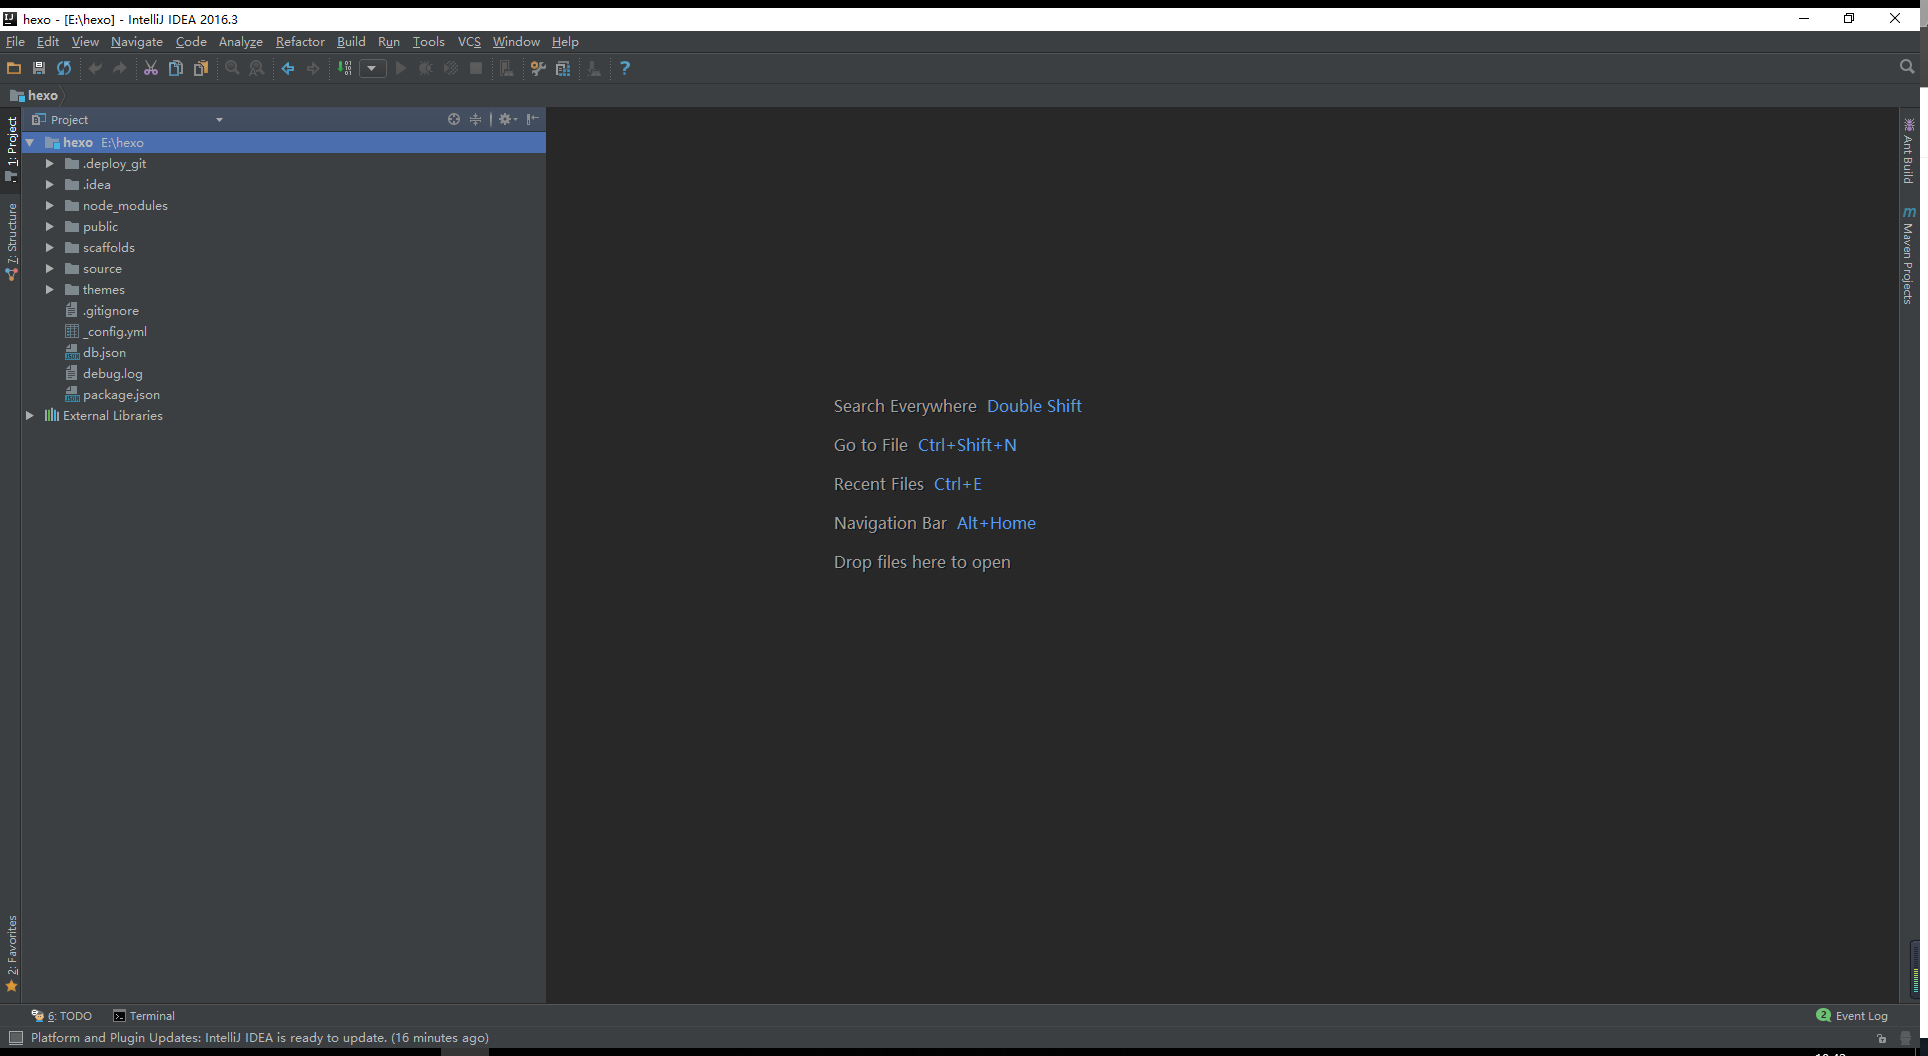 hexo - [E:\hexo] - IntelliJ IDEA 2016.3
File Edit View Navigate Code Analyze Refactor Build Run Tools VCS Window Help
hexo
Project
hexo E:\hexo
.deploy_git
.idea
node_modules
public
scaffolds
source
themes
.gitignore
_config.yml
db.json
debug.log
package.json
External Libraries
1: Project
7: Structure
2: Favorites
Search Everywhere Double Shift
Go to File Ctrl+Shift+N
Recent Files Ctrl+E
Navigation Bar Alt+Home
Drop files here to open
Ant Build
m
Maven Projects
6: TODO Terminal
2 Event Log
Platform and Plugin Updates: IntelliJ IDEA is ready to update. (16 minutes ago)